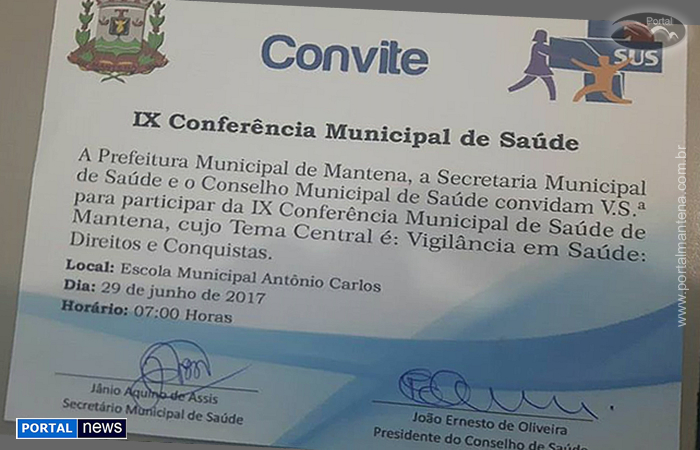 Convite
SUS
Portal
IX Conferência Municipal de Saúde
A Prefeitura Municipal de Mantena, a Secretaria Municipal
de Saúde e o Conselho Municipal de Saúde convidam V.S.ª
para participar da IX Conferência Municipal de Saúde de
Mantena, cujo Tema Central é: Vigilância em Saúde:
Direitos e Conquistas.
Local: Escola Municipal Antônio Carlos
Dia: 29 de junho de 2017
Horário: 07:00 Horas
Jânio Aquino de Assis
Secretário Municipal de Saúde
João Ernesto de Oliveira
Presidente do Conselho de Saúde
www.portalmantena.com.br
PORTAL news